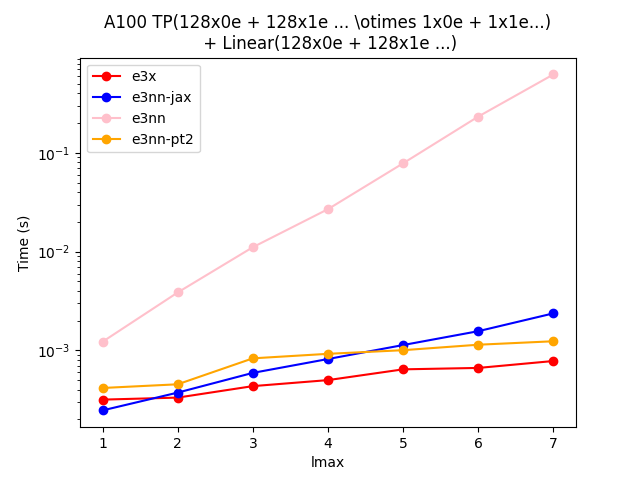 A100 TP(128x0e + 128x1e ... \otimes 1x0e + 1x1e...)
+ Linear(128x0e + 128x1e ...)
e3x
e3nn-jax
e3nn
e3nn-pt2
10⁻¹
10⁻²
10⁻³
Time (s)
1 2 3 4 5 6 7
lmax